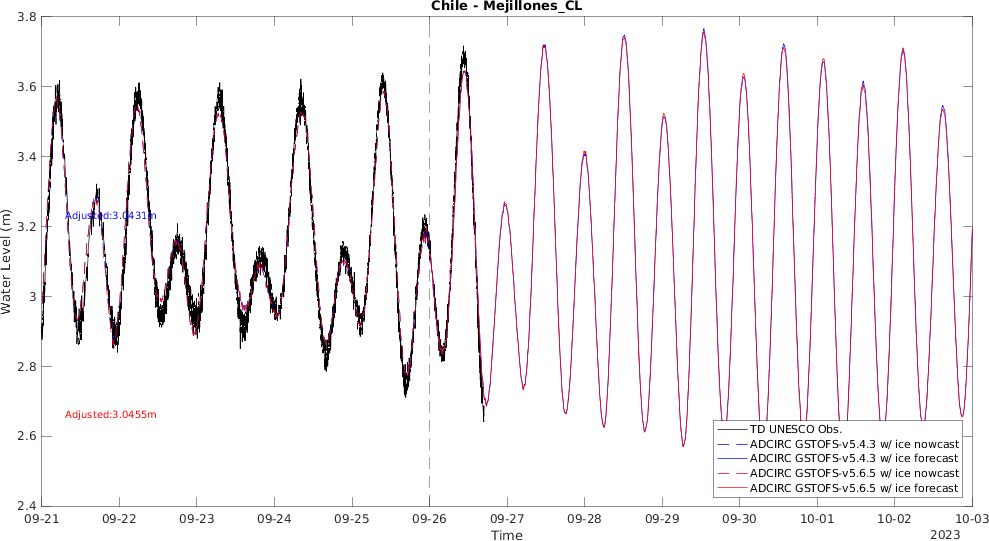 Chile - Mejillones_CL
3.8
3.6
3.4
3.2
3
2.8
2.6
2.4
Water Level (m)
Adjusted:3.0431m
Adjusted:3.0455m
TD UNESCO Obs.
ADCIRC GSTOFS-v5.4.3 w/ ice nowcast
ADCIRC GSTOFS-v5.4.3 w/ ice forecast
ADCIRC GSTOFS-v5.6.5 w/ ice nowcast
ADCIRC GSTOFS-v5.6.5 w/ ice forecast
09-21 09-22 09-23 09-24 09-25 09-26 09-27 09-28 09-29 09-30 10-01 10-02 10-03
Time
2023